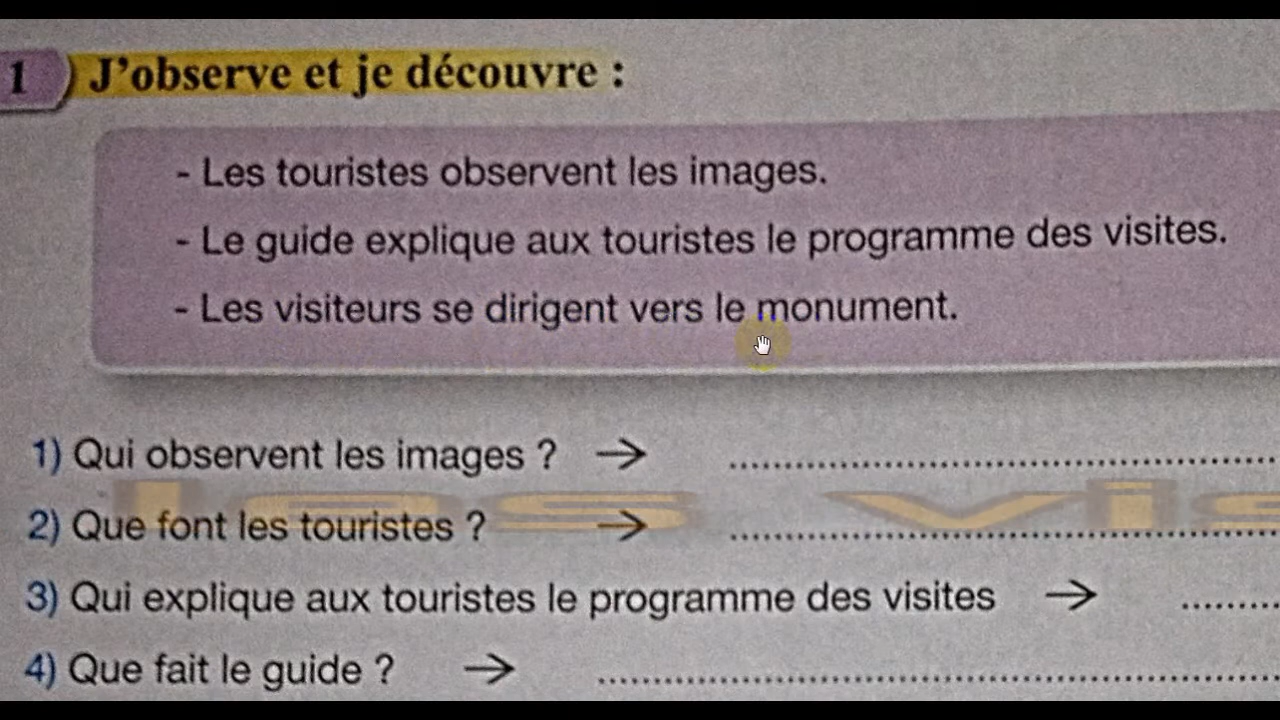 1 J'observe et je découvre :
- Les touristes observent les images.
- Le guide explique aux touristes le programme des visites.
- Les visiteurs se dirigent vers le monument.
1) Qui observent les images ? → ..............................
2) Que font les touristes ? → ..............................
3) Qui explique aux touristes le programme des visites → .........
4) Que fait le guide ? → ..............................